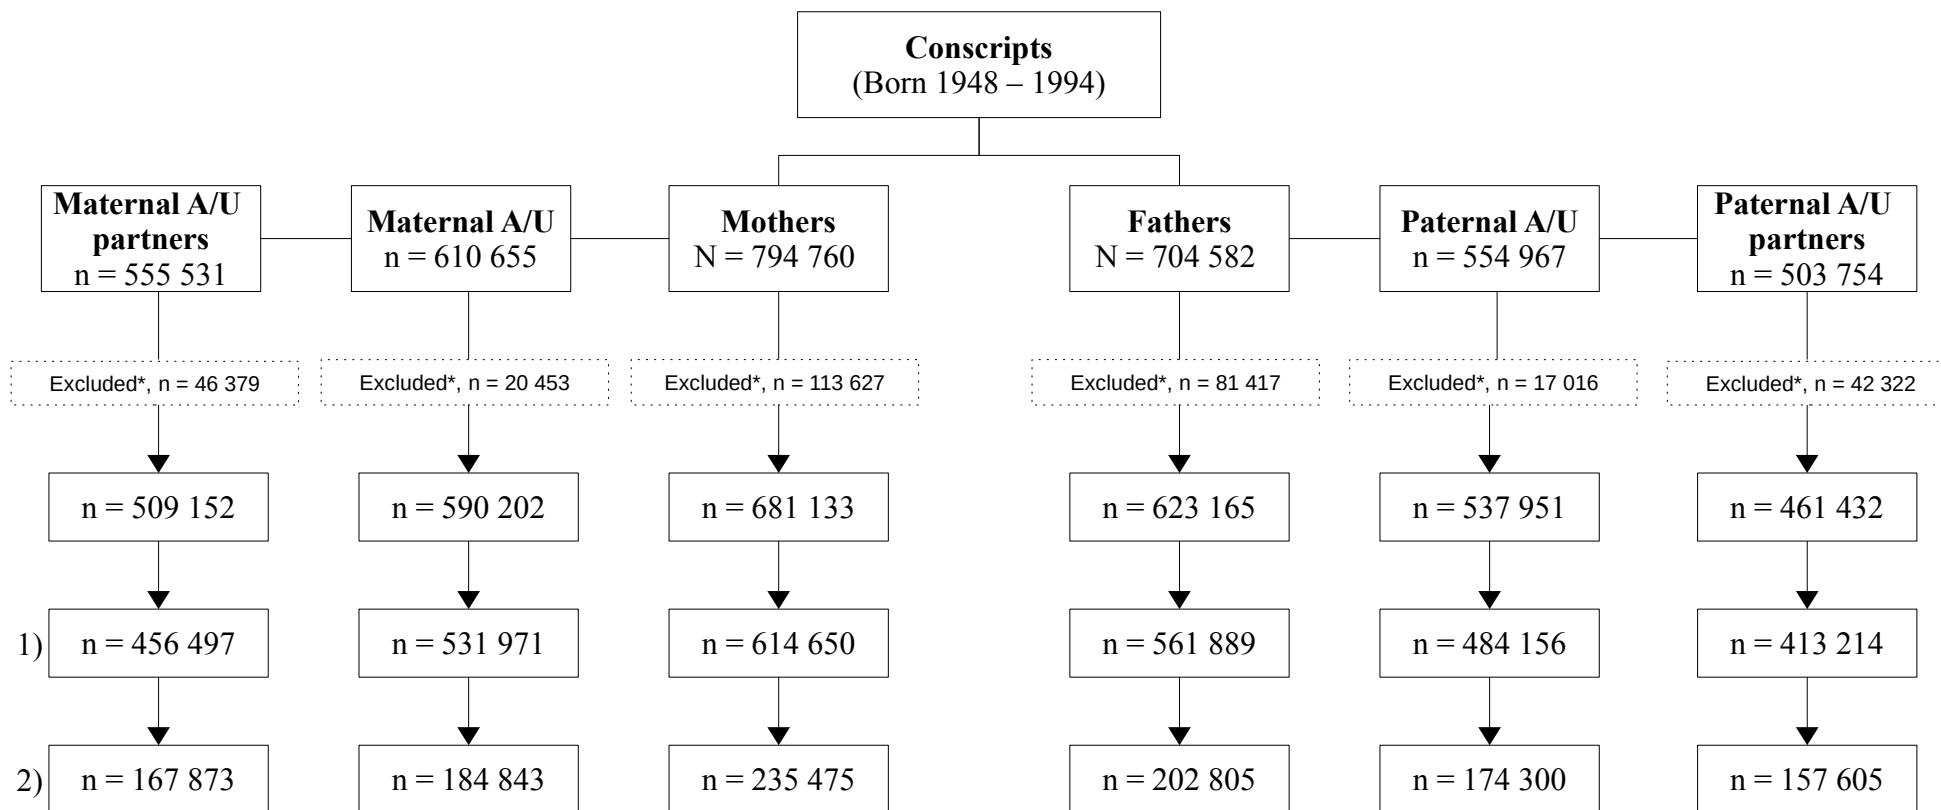 Conscripts
(Born 1948 – 1994)
Maternal A/U
partners
n = 555 531
Maternal A/U
n = 610 655
Mothers
N = 794 760
Fathers
N = 704 582
Paternal A/U
n = 554 967
Paternal A/U
partners
n = 503 754
Excluded*, n = 46 379
Excluded*, n = 20 453
Excluded*, n = 113 627
Excluded*, n = 81 417
Excluded*, n = 17 016
Excluded*, n = 42 322
n = 509 152
n = 590 202
n = 681 133
n = 623 165
n = 537 951
n = 461 432
1)
n = 456 497
n = 531 971
n = 614 650
n = 561 889
n = 484 156
n = 413 214
2)
n = 167 873
n = 184 843
n = 235 475
n = 202 805
n = 174 300
n = 157 605